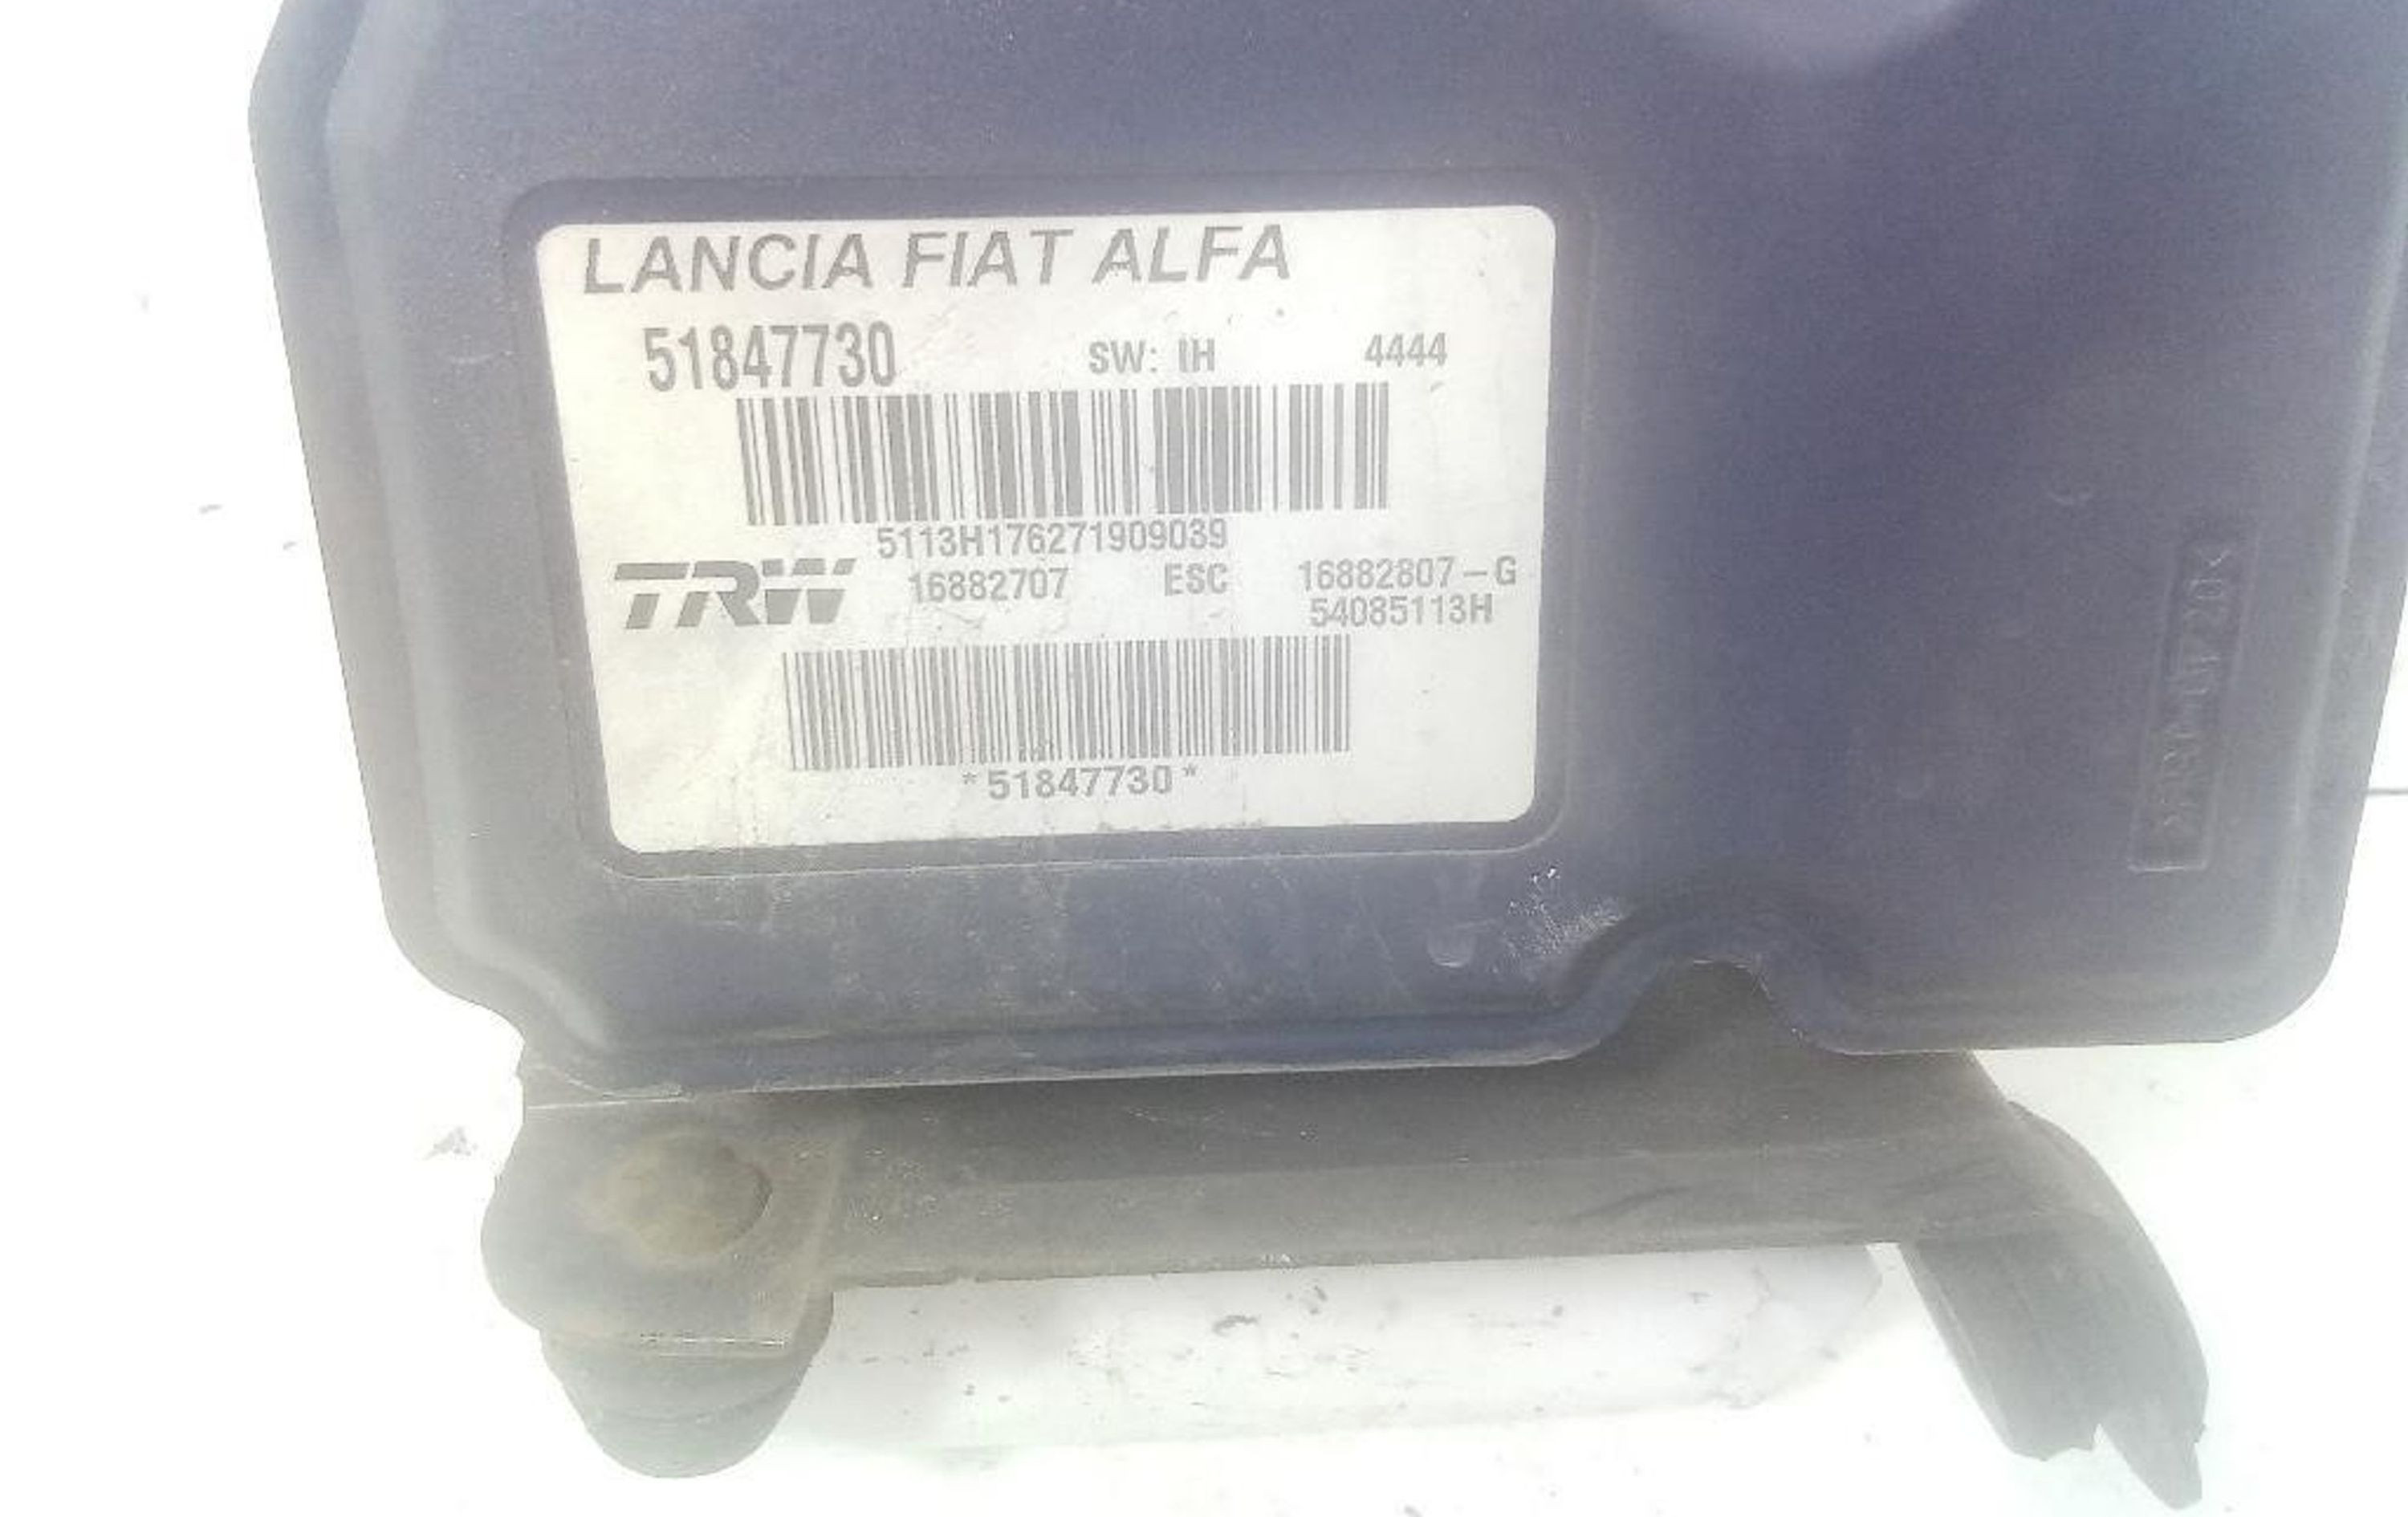 LANCIA FIAT ALFA
51847730 SW: IH 4444
5113H176271909039
TRW 16882707 ESC 16882807-G
54085113H
*51847730*